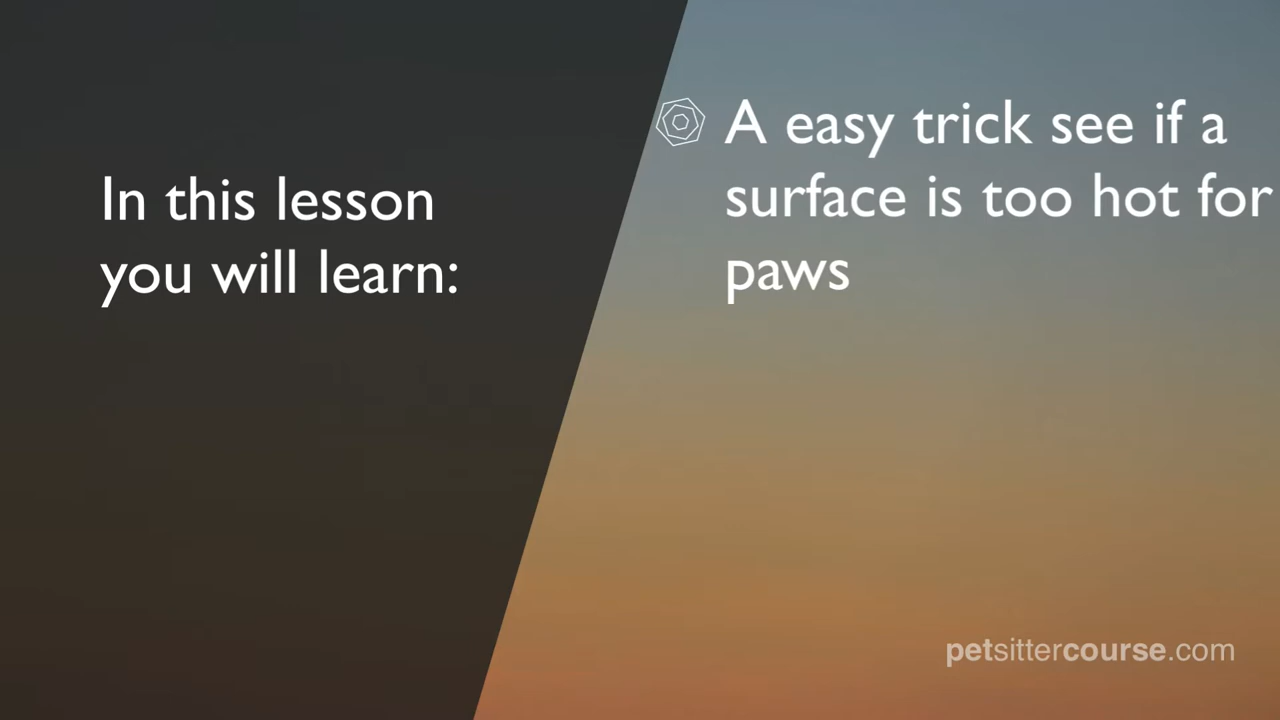 In this lesson
you will learn:
A easy trick see if a
surface is too hot for
paws
petsittercourse.com